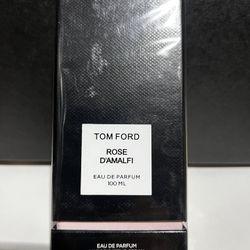 TOM FORD
ROSE
D'AMALFI
EAU DE PARFUM
100 ML
EAU DE PARFUM